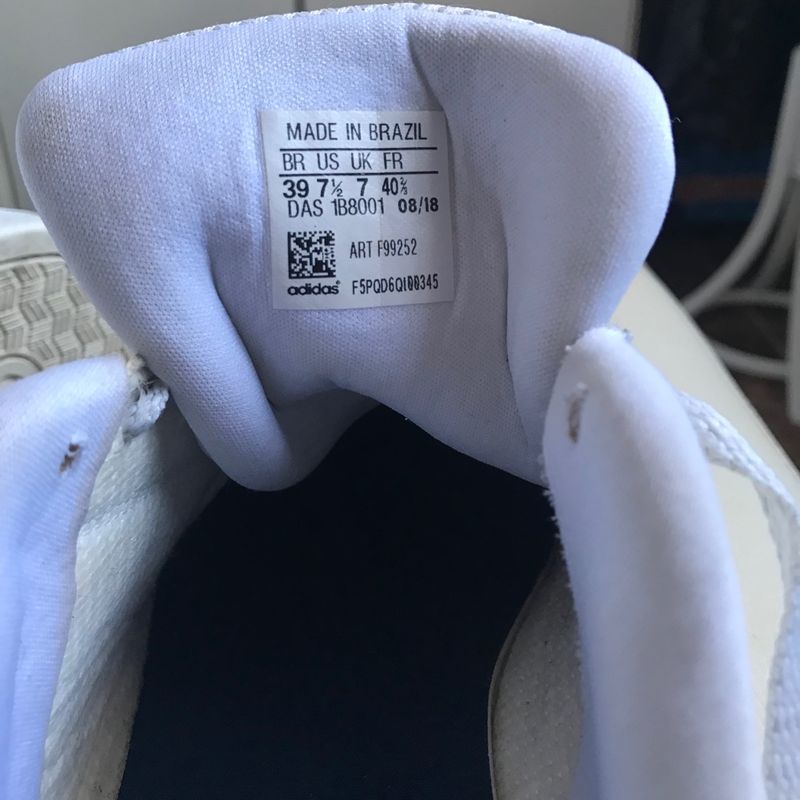 MADE IN BRAZIL
BR US UK FR
39 7½ 7 40⅔
DAS 1B8001 08/18
ART F99252
adidas® F5PQD6QI00345